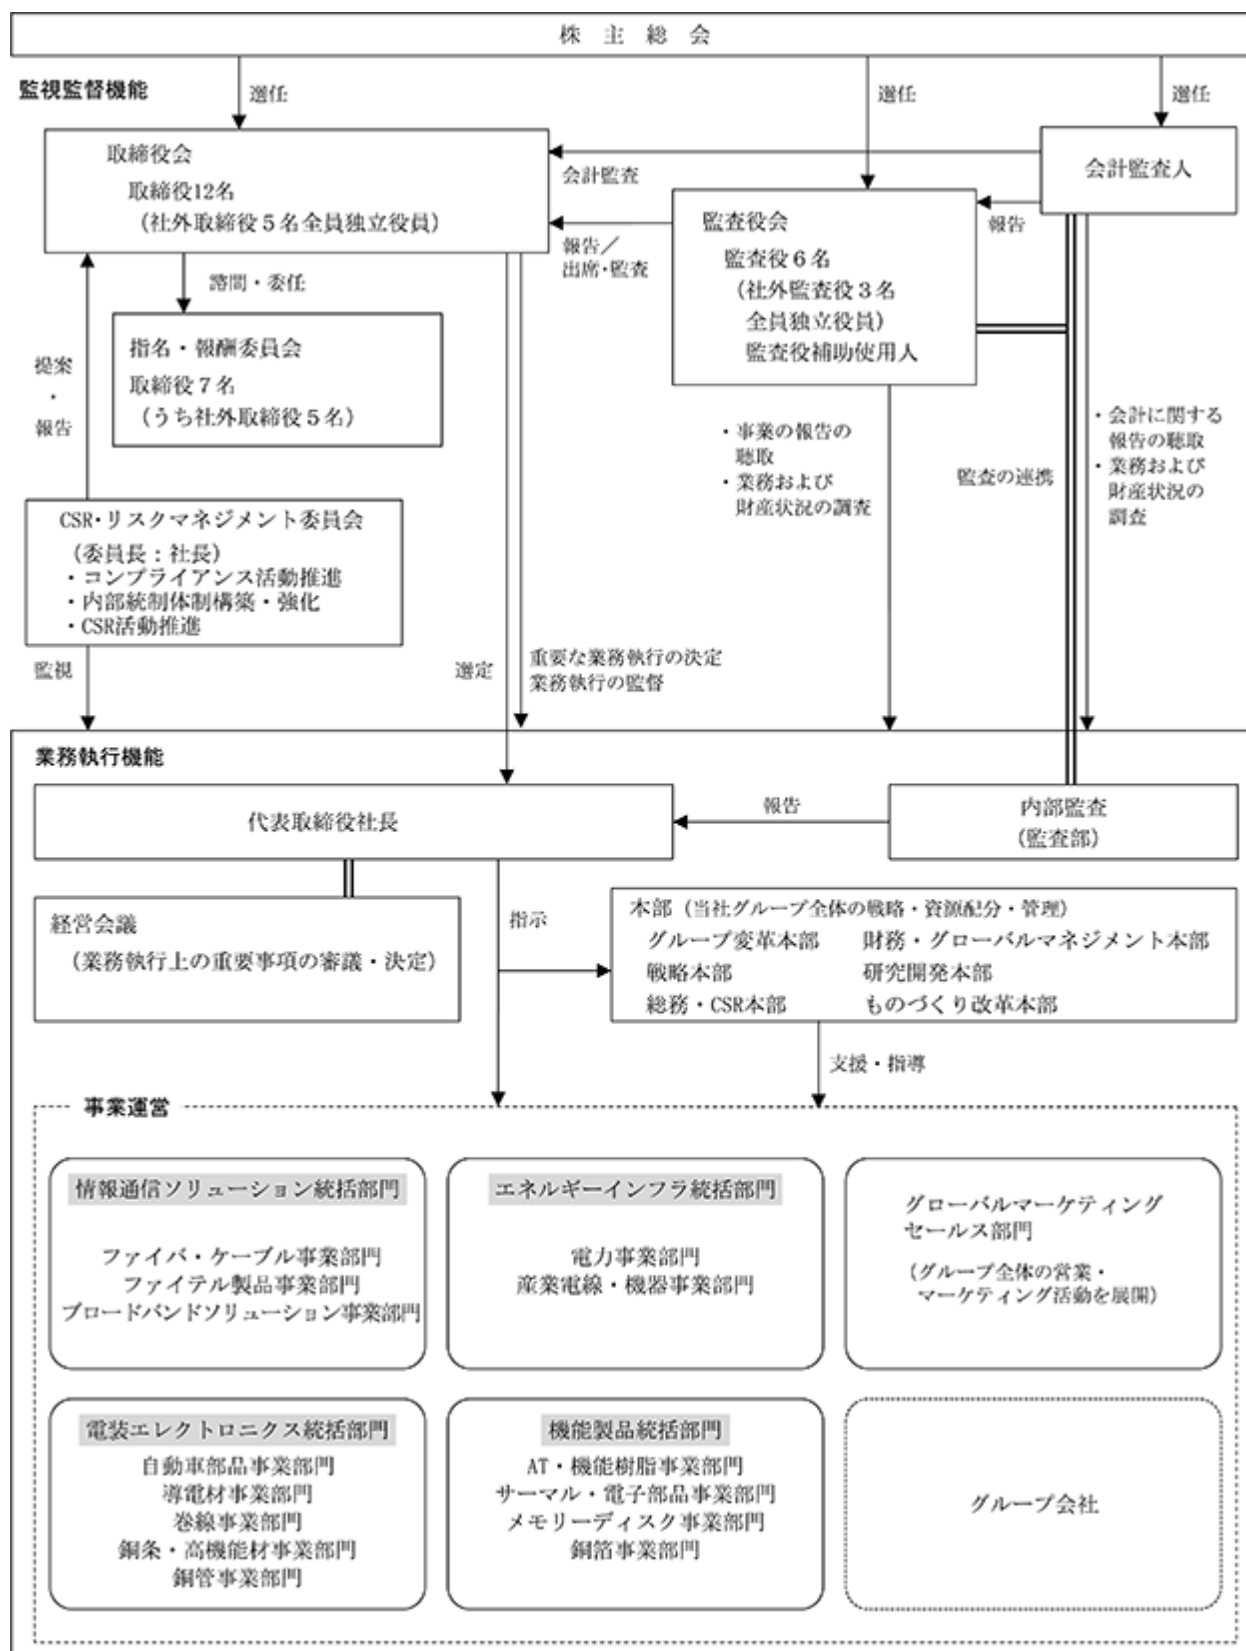 株主総会
監視監督機能
選任
選任
選任
取締役会
取締役12名
(社外取締役5名全員独立役員)
会計監査
会計監査人
報告
報告／
出席・監査
監査役会
監査役6名
(社外監査役3名
全員独立役員)
監査役補助使用人
諮問・委任
指名・報酬委員会
取締役7名
(うち社外取締役5名)
提案
・
報告
・事業の報告の
聴取
・業務および
財産状況の調査
監査の連携
・会計に関する
報告の聴取
・業務および
財産状況の
調査
CSR・リスクマネジメント委員会
(委員長：社長)
・コンプライアンス活動推進
・内部統制体制構築・強化
・CSR活動推進
監視
選定
重要な業務執行の決定
業務執行の監督
業務執行機能
代表取締役社長
報告
内部監査
(監査部)
経営会議
(業務執行上の重要事項の審議・決定)
指示
本部(当社グループ全体の戦略・資源配分・管理)
グループ変革本部 財務・グローバルマネジメント本部
戦略本部 研究開発本部
総務・CSR本部 ものづくり改革本部
支援・指導
事業運営
情報通信ソリューション統括部門
ファイバ・ケーブル事業部門
ファイテル製品事業部門
ブロードバンドソリューション事業部門
エネルギーインフラ統括部門
電力事業部門
産業電線・機器事業部門
グローバルマーケティング
セールス部門
(グループ全体の営業・
マーケティング活動を展開)
電装エレクトロニクス統括部門
自動車部品事業部門
導電材事業部門
巻線事業部門
銅条・高機能材事業部門
銅管事業部門
機能製品統括部門
AT・機能樹脂事業部門
サーマル・電子部品事業部門
メモリーディスク事業部門
銅箔事業部門
グループ会社